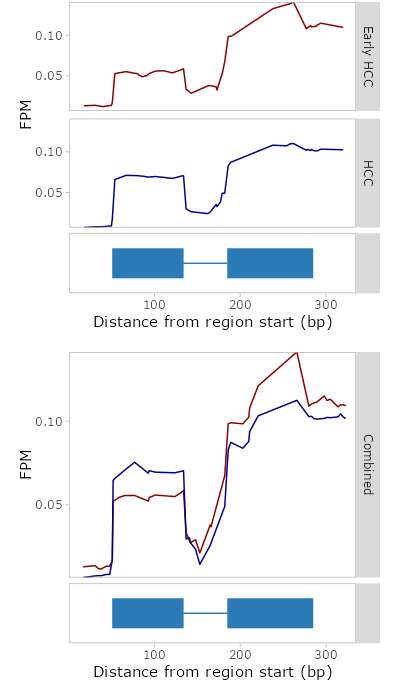 0.10
0.05
Early HCC
FPM
0.10
0.05
HCC
100 200 300
Distance from region start (bp)
0.10
0.05
FPM
Combined
100 200 300
Distance from region start (bp)